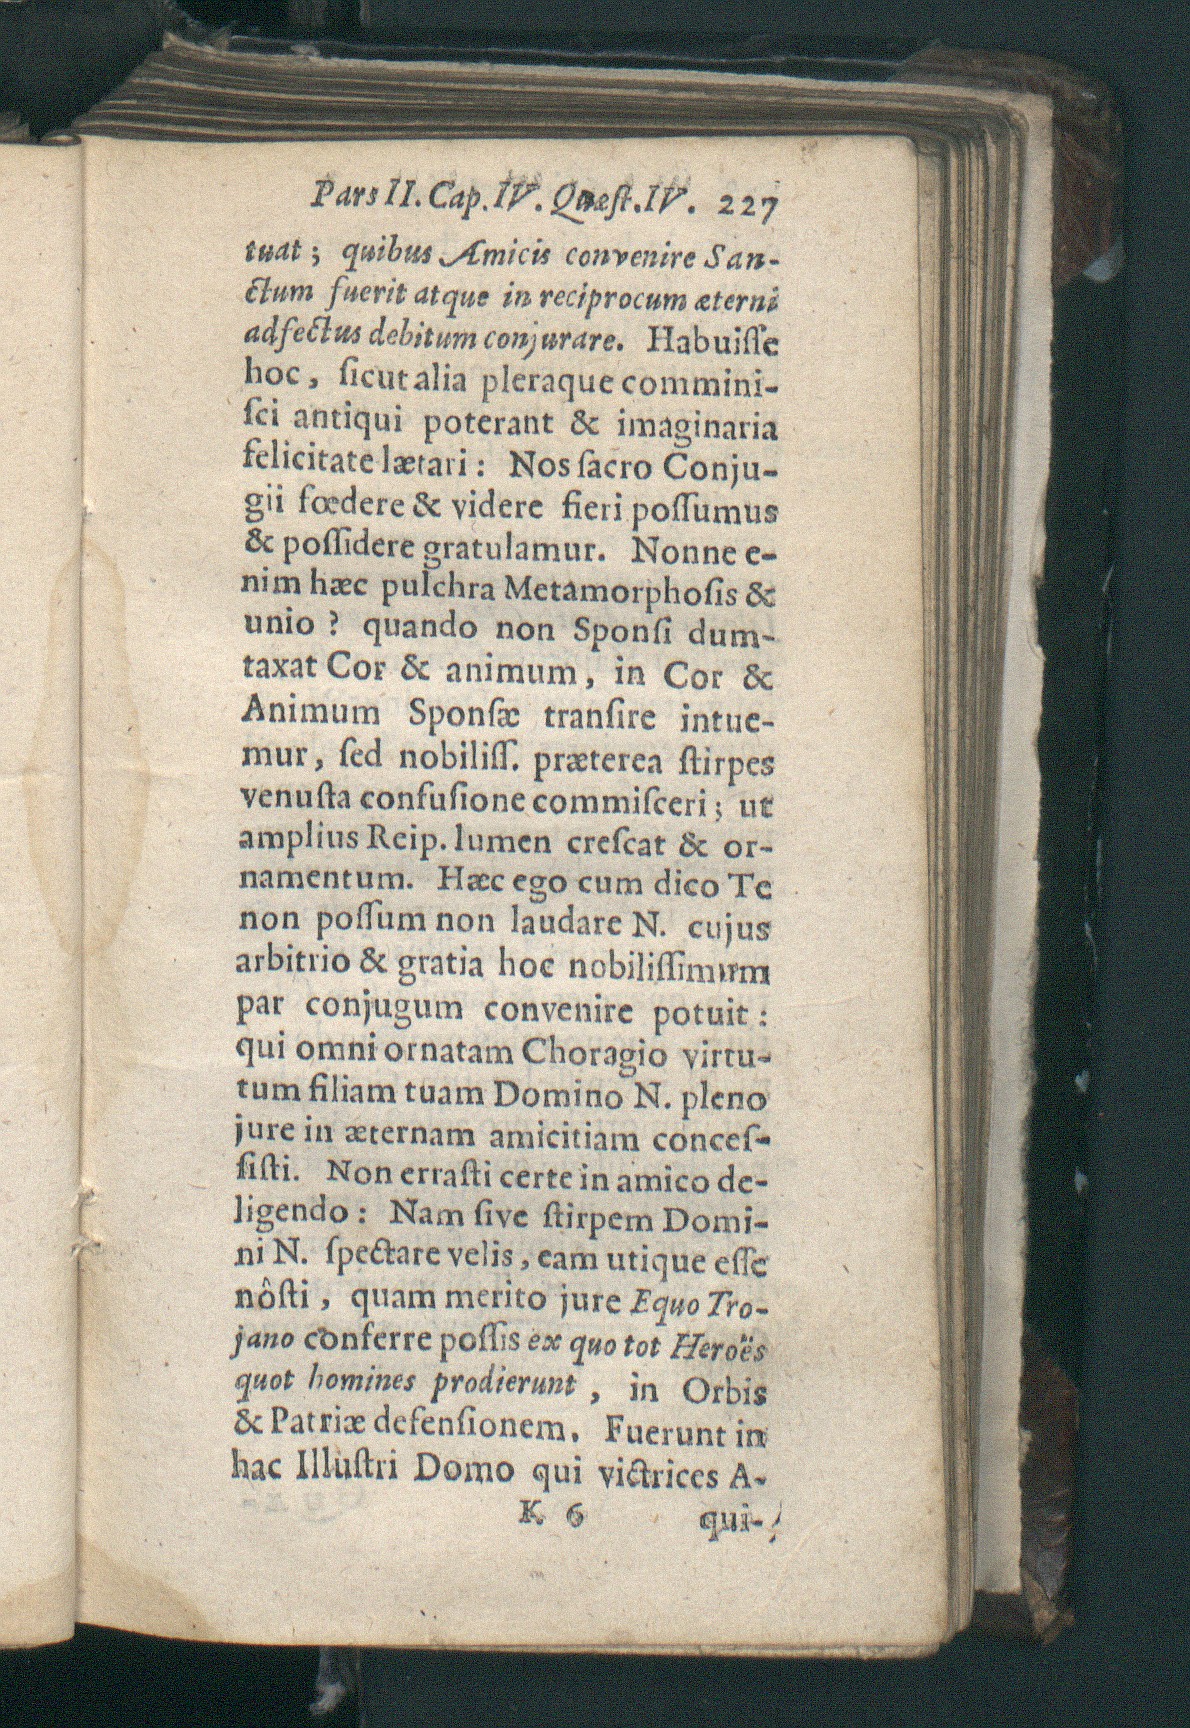 Pars II. Cap. IV. Quæſt. IV. 227
tuat; quibus Amicis convenire San-
ctum fuerit atque in reciprocum æterni
adfectus debitum conjurare. Habuiſſe
hoc, ſicut alia pleraque commini-
ſci antiqui poterant & imaginaria
felicitate lætari: Nos ſacro Conju-
gii fœdere & videre fieri poſſumus
& poſſidere gratulamur. Nonne e-
nim hæc pulchra Metamorphoſis &
unio? quando non Sponſi dum-
taxat Cor & animum, in Cor &
Animum Sponſæ tranſire intue-
mur, ſed nobiliſſ. præterea ſtirpes
venuſta confuſione commiſceri; ut
amplius Reip. lumen creſcat & or-
namentum. Hæc ego cum dico Te
non poſſum non laudare N. cujus
arbitrio & gratia hoc nobiliſſimum
par conjugum convenire potuit:
qui omni ornatam Choragio virtu-
tum filiam tuam Domino N. pleno
jure in æternam amicitiam conceſ-
ſiſti. Non erraſti certe in amico de-
ligendo: Nam ſive ſtirpem Domi-
ni N. ſpectare velis, eam utique eſſe
nôſti, quam merito jure Equo Tro-
jano conferre poſſis ex quo tot Heroës
quot homines prodierunt, in Orbis
& Patriæ defenſionem. Fuerunt in
hac Illuſtri Domo qui victrices A-
K 6 qui-